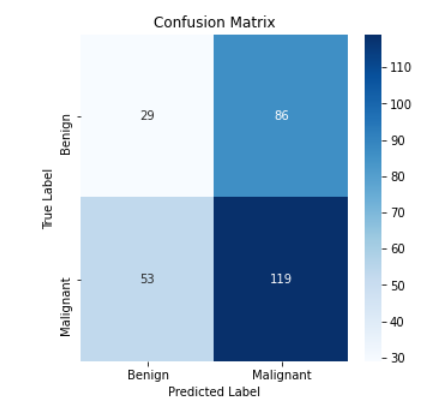 Confusion Matrix
True Label
Benign
Malignant
29 86
53 119
Benign Malignant
Predicted Label
110
100
90
80
70
60
50
40
30